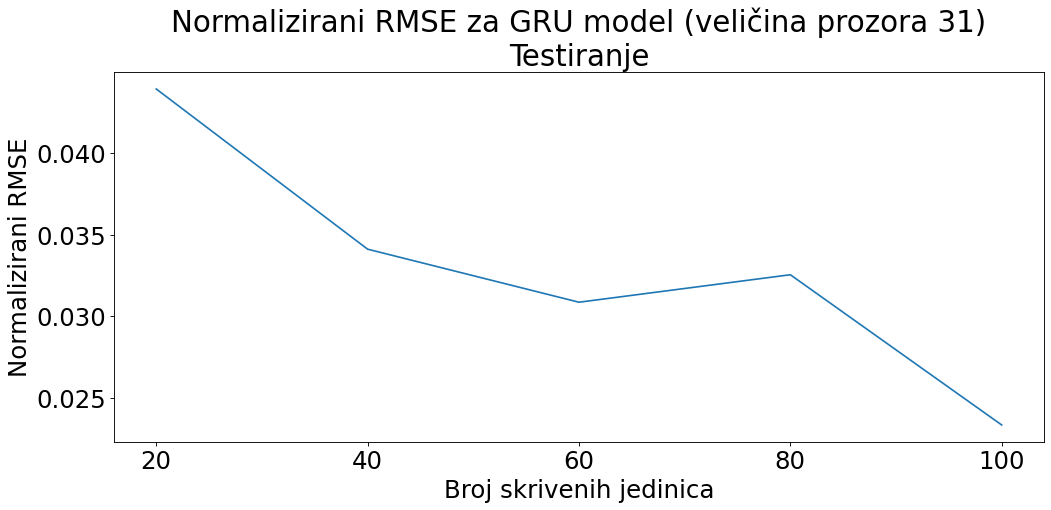 Normalizirani RMSE za GRU model (veličina prozora 31)
Testiranje
Normalizirani RMSE
0.040
0.035
0.030
0.025
20 40 60 80 100
Broj skrivenih jedinica